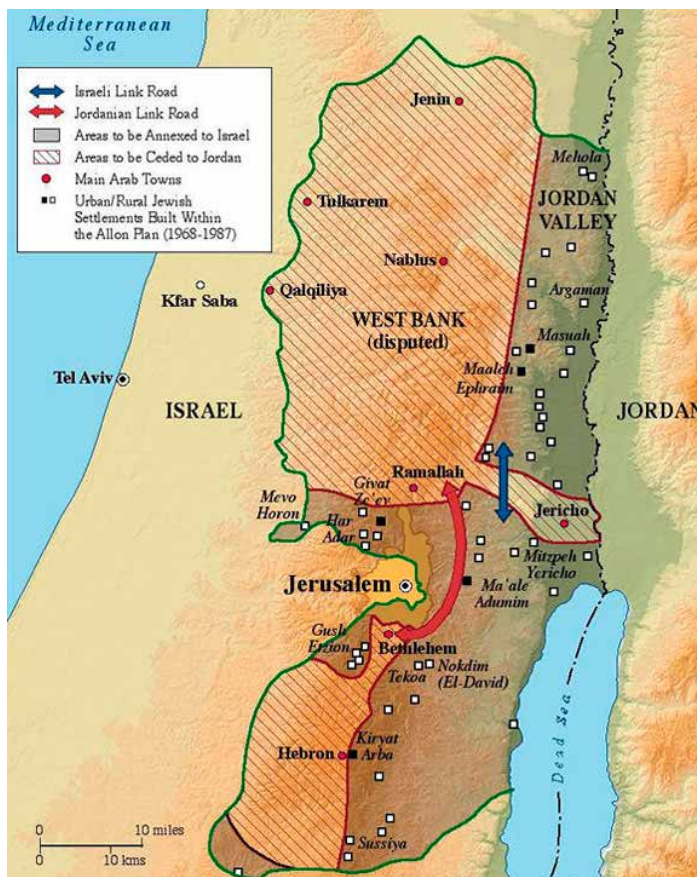 Mediterranean
Sea
Israeli Link Road
Jordanian Link Road
Areas to be Annexed to Israel
Areas to be Ceded to Jordan
Main Arab Towns
Urban/Rural Jewish
Settlements Built Within
the Allon Plan (1968-1987)
Jenin
Mehola
JORDAN
VALLEY
Tulkarem
Nablus
Kfar Saba
Qalqiliya
Argaman
WEST BANK
(disputed)
Masuah
Maaleh
Ephraim
Tel Aviv
ISRAEL
JORDAN
Ramallah
Givat
Ze'ev
Mevo
Horon
Har
Adar
Jericho
Mitzpeh
Yericho
Jerusalem
Ma'ale
Adumim
Gush
Etzion
Bethlehem
Tekoa
Nokdim
(El-David)
Kiryat
Arba
Hebron
Dead Sea
Sussiya
0 10 miles
0 10 kms